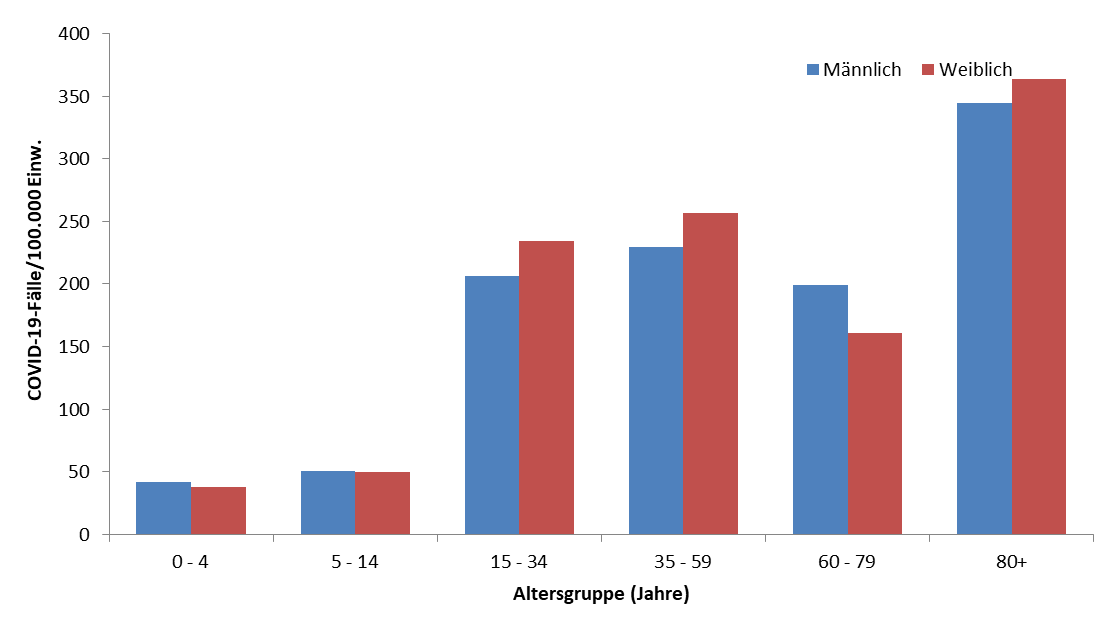 400
350
300
250
200
150
100
50
0
COVID-19-Fälle/100.000 Einw.
Männlich Weiblich
0 - 4 5 - 14 15 - 34 35 - 59 60 - 79 80+
Altersgruppe (Jahre)